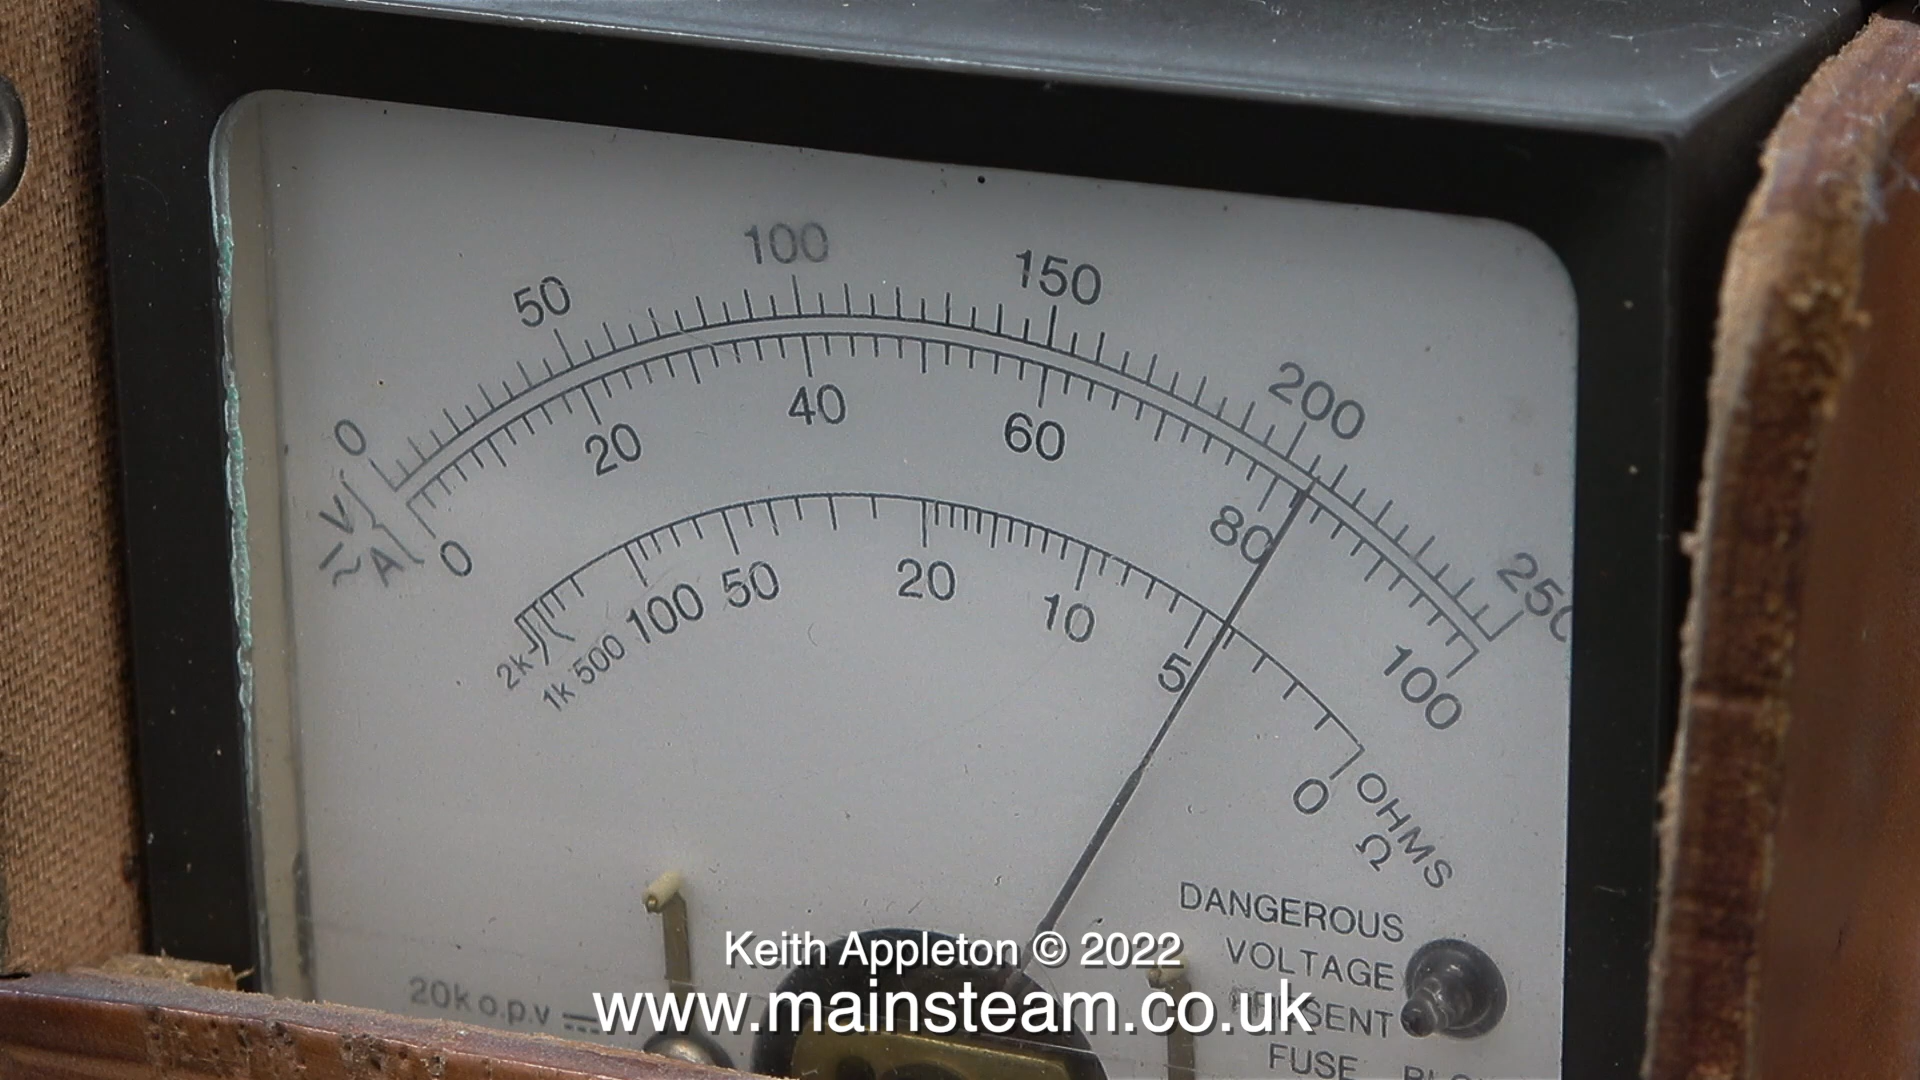 0 50 100 150 200 250
V
A
0 20 40 60 80 100
2k 1k 500 100 50 20 10 5 0
OHMS
Ω
DANGEROUS
VOLTAGE
PRESENT
FUSE
20k o.p.v
Keith Appleton © 2022
www.mainsteam.co.uk